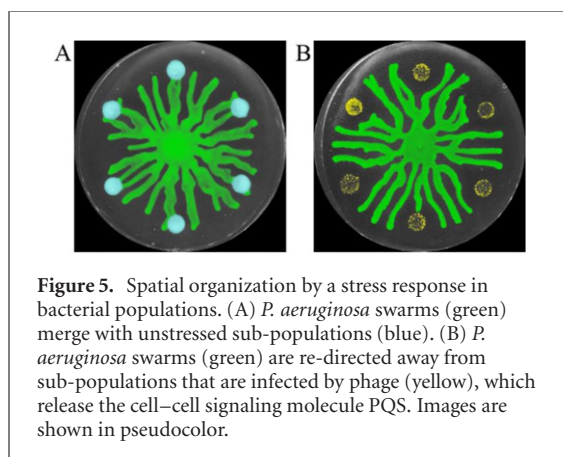 A B
Figure 5. Spatial organization by a stress response in
bacterial populations. (A) P. aeruginosa swarms (green)
merge with unstressed sub-populations (blue). (B) P.
aeruginosa swarms (green) are re-directed away from
sub-populations that are infected by phage (yellow), which
release the cell–cell signaling molecule PQS. Images are
shown in pseudocolor.